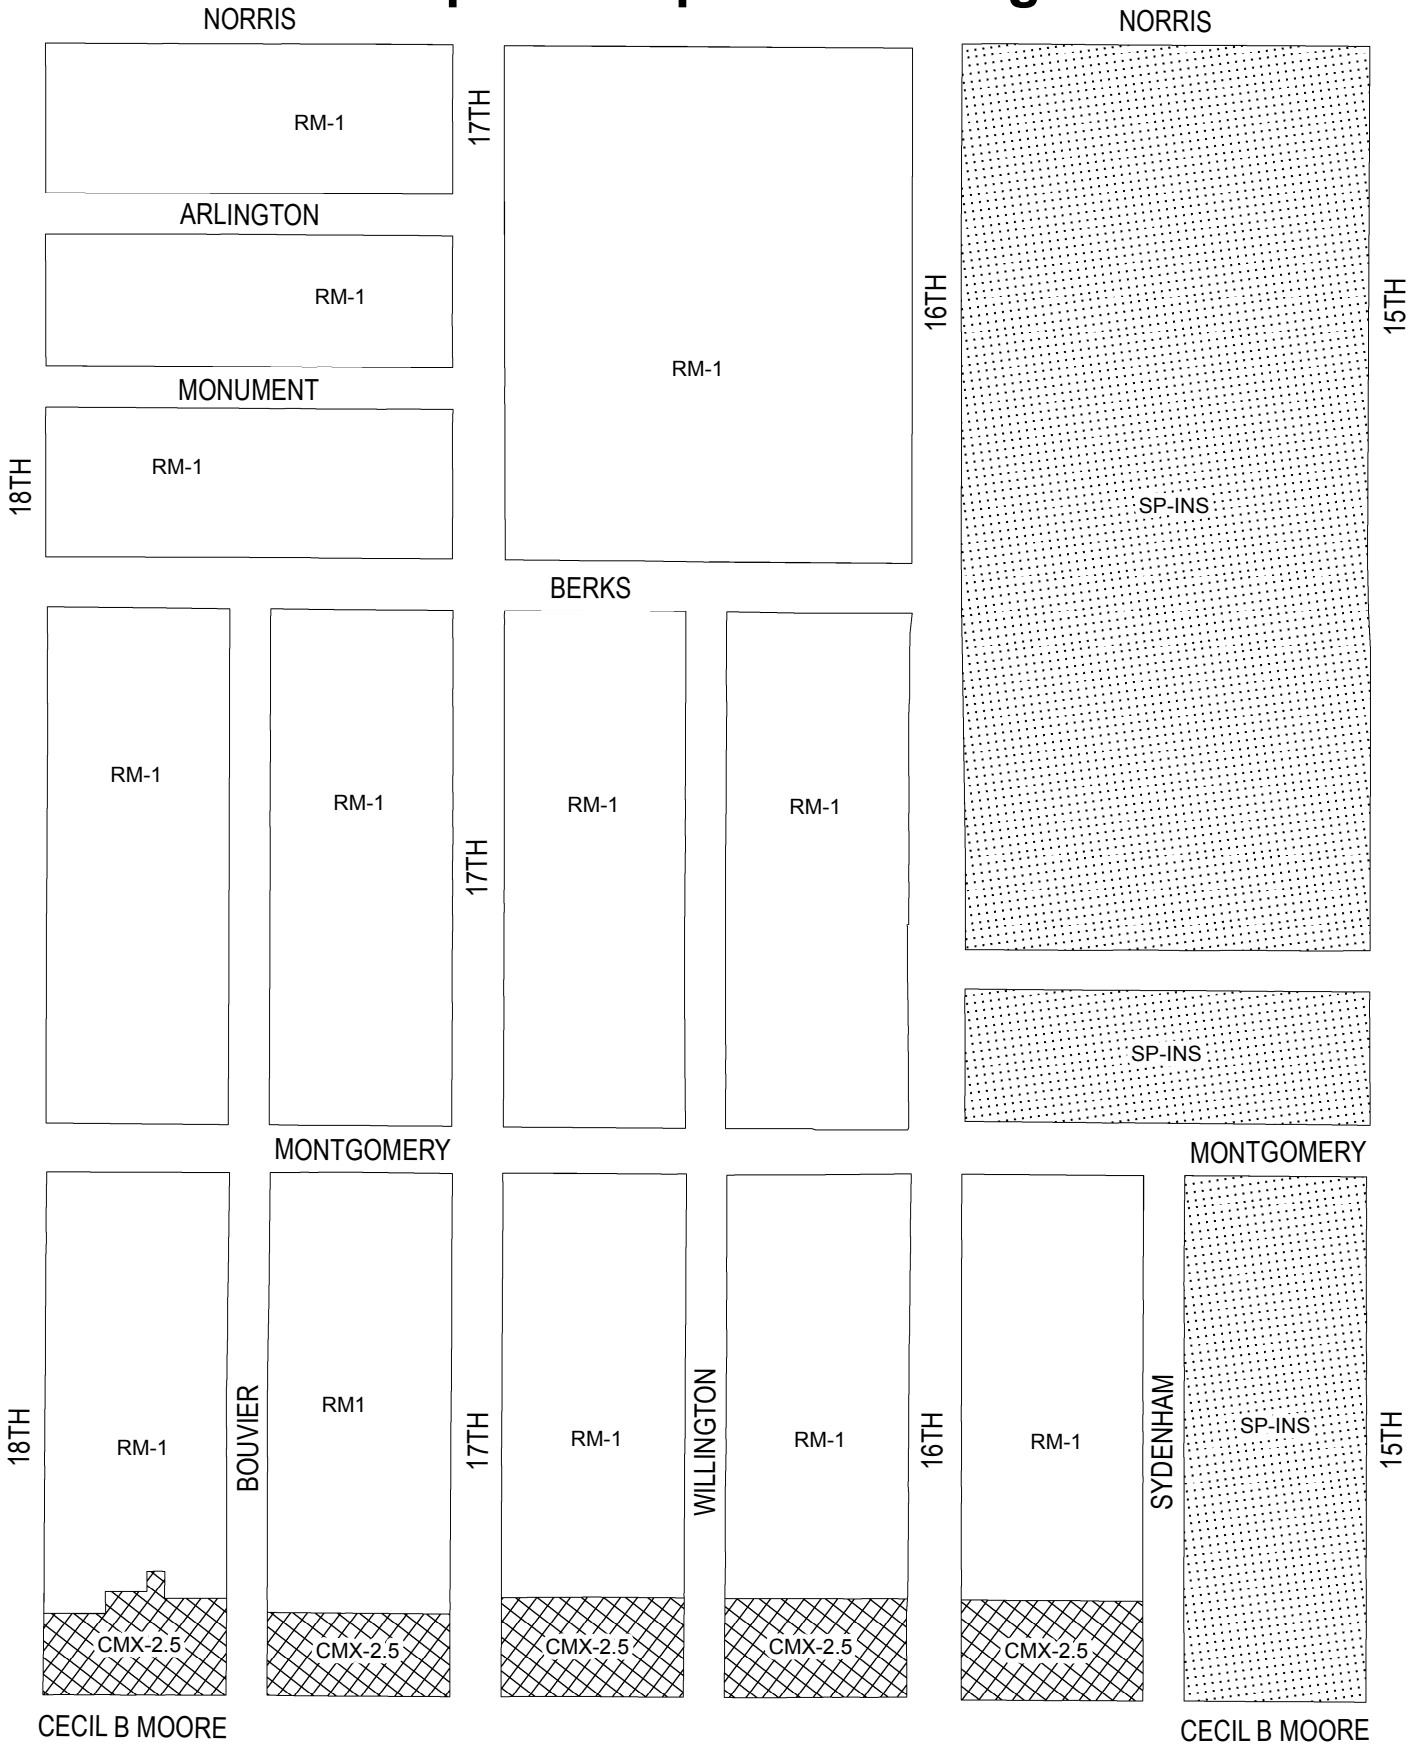 NORRIS
NORRIS
RM-1
17TH
ARLINGTON
RM-1
16TH
15TH
RM-1
MONUMENT
RM-1
18TH
SP-INS
BERKS
RM-1
RM-1
RM-1
RM-1
17TH
SP-INS
MONTGOMERY
MONTGOMERY
18TH
RM-1
BOUVIER
RM1
17TH
RM-1
WILLINGTON
RM-1
16TH
RM-1
SYDENHAM
SP-INS
15TH
CMX-2.5
CMX-2.5
CMX-2.5
CMX-2.5
CMX-2.5
CECIL B MOORE
CECIL B MOORE